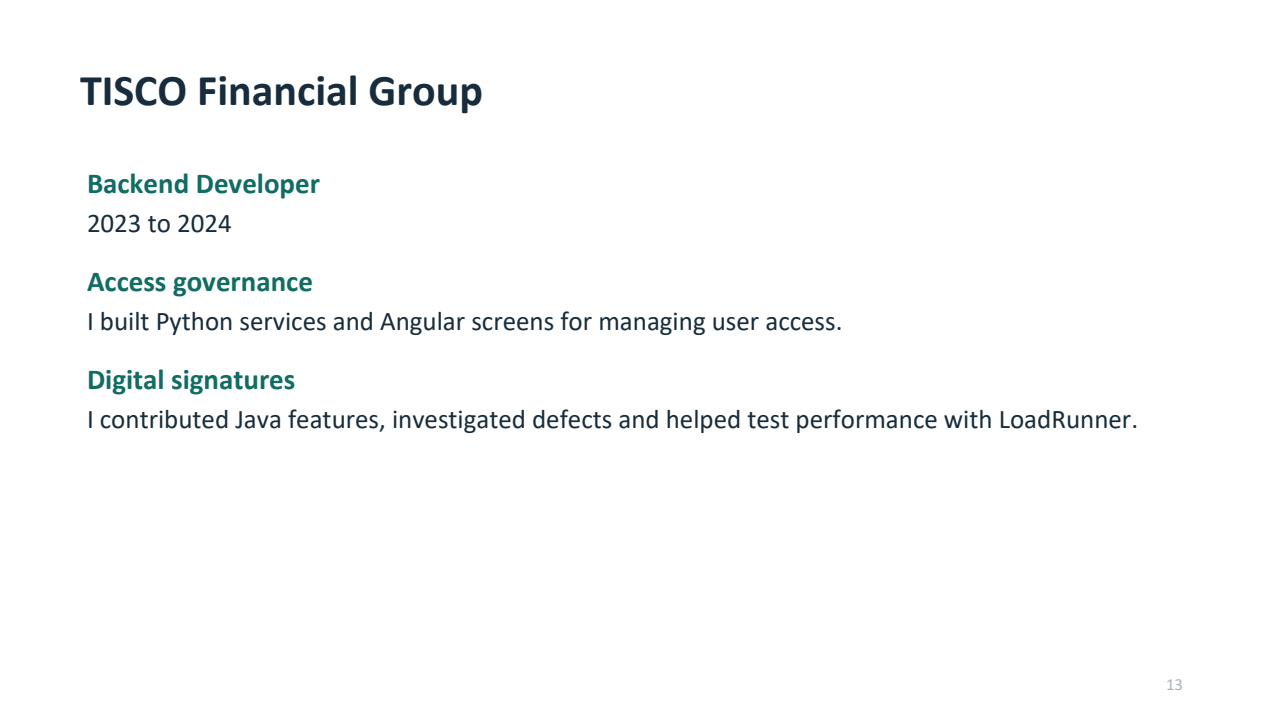 TISCO Financial Group
Backend Developer
2023 to 2024
Access governance
I built Python services and Angular screens for managing user access.
Digital signatures
I contributed Java features, investigated defects and helped test performance with LoadRunner.
13